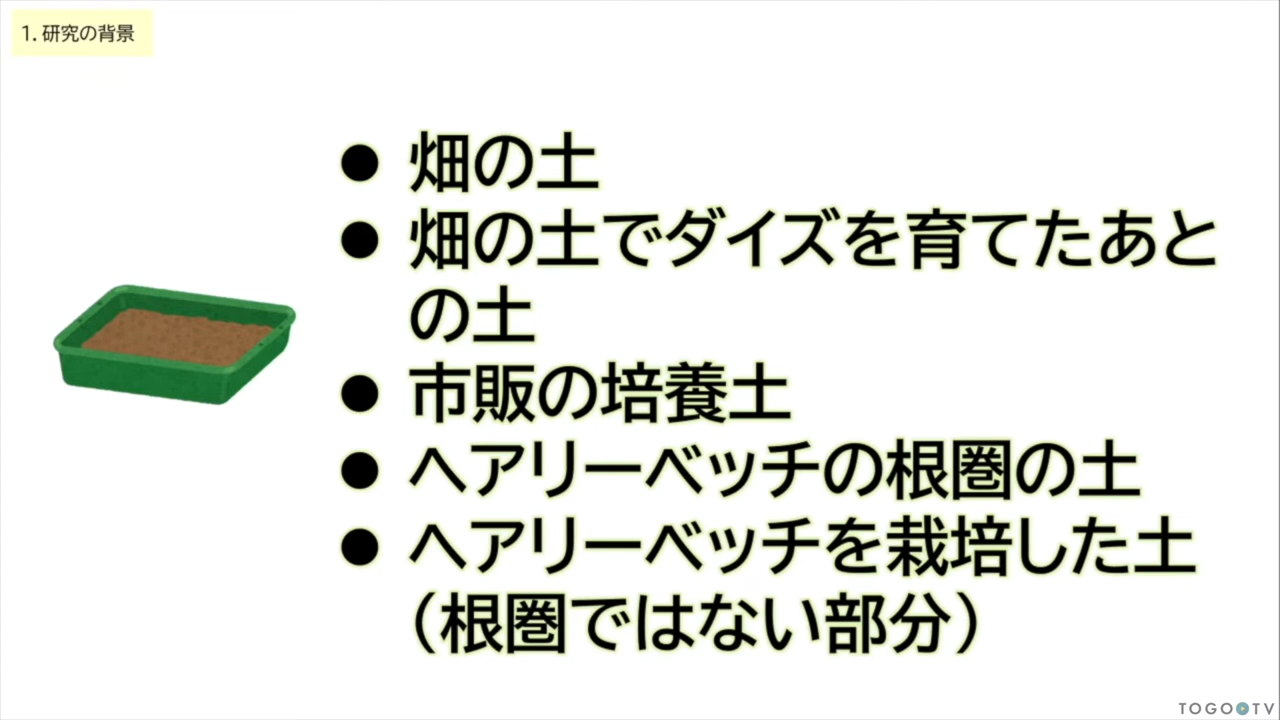 1. 研究の背景
● 畑の土
● 畑の土でダイズを育てたあと
の土
● 市販の培養土
● ヘアリーベッチの根圏の土
● ヘアリーベッチを栽培した土
（根圏ではない部分）
TOGOTV